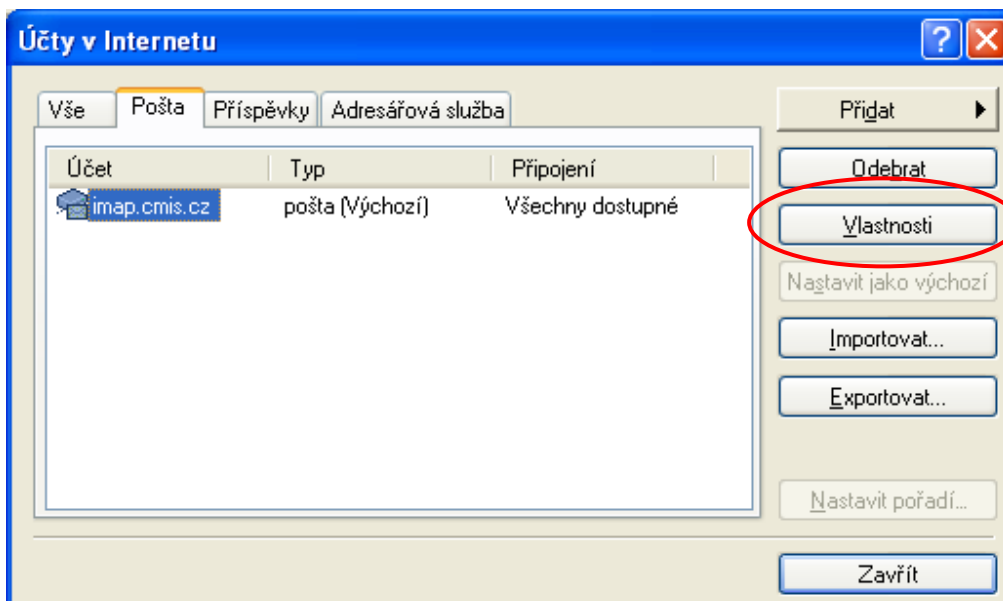 Účty v Internetu
Vše Pošta Příspěvky Adresářová služba
Přidat
Účet Typ Připojení
Odebrat
imap.cmis.cz pošta (Výchozí) Všechny dostupné
Vlastnosti
Nastavit jako výchozí
Importovat...
Exportovat...
Nastavit pořadí...
Zavřít